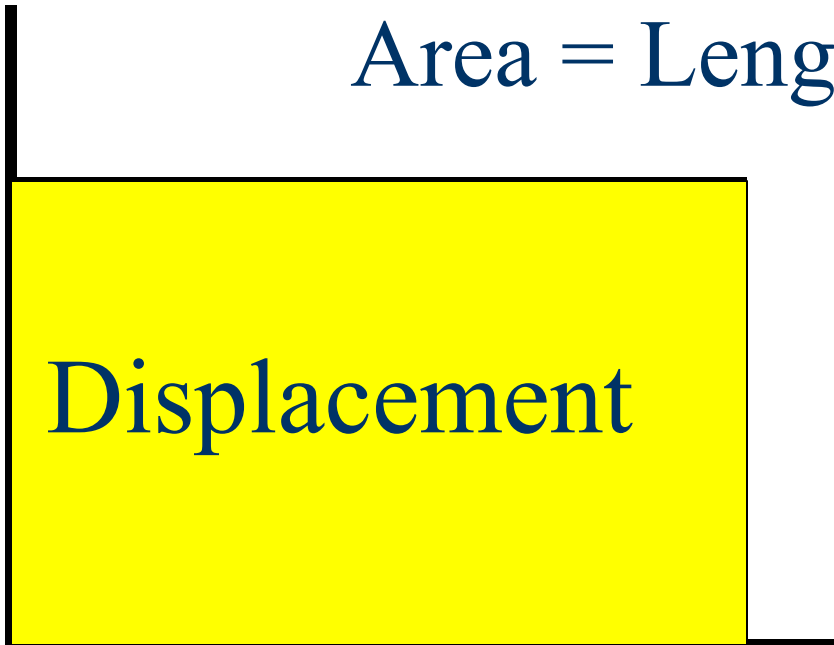 Area = Leng
Displacement